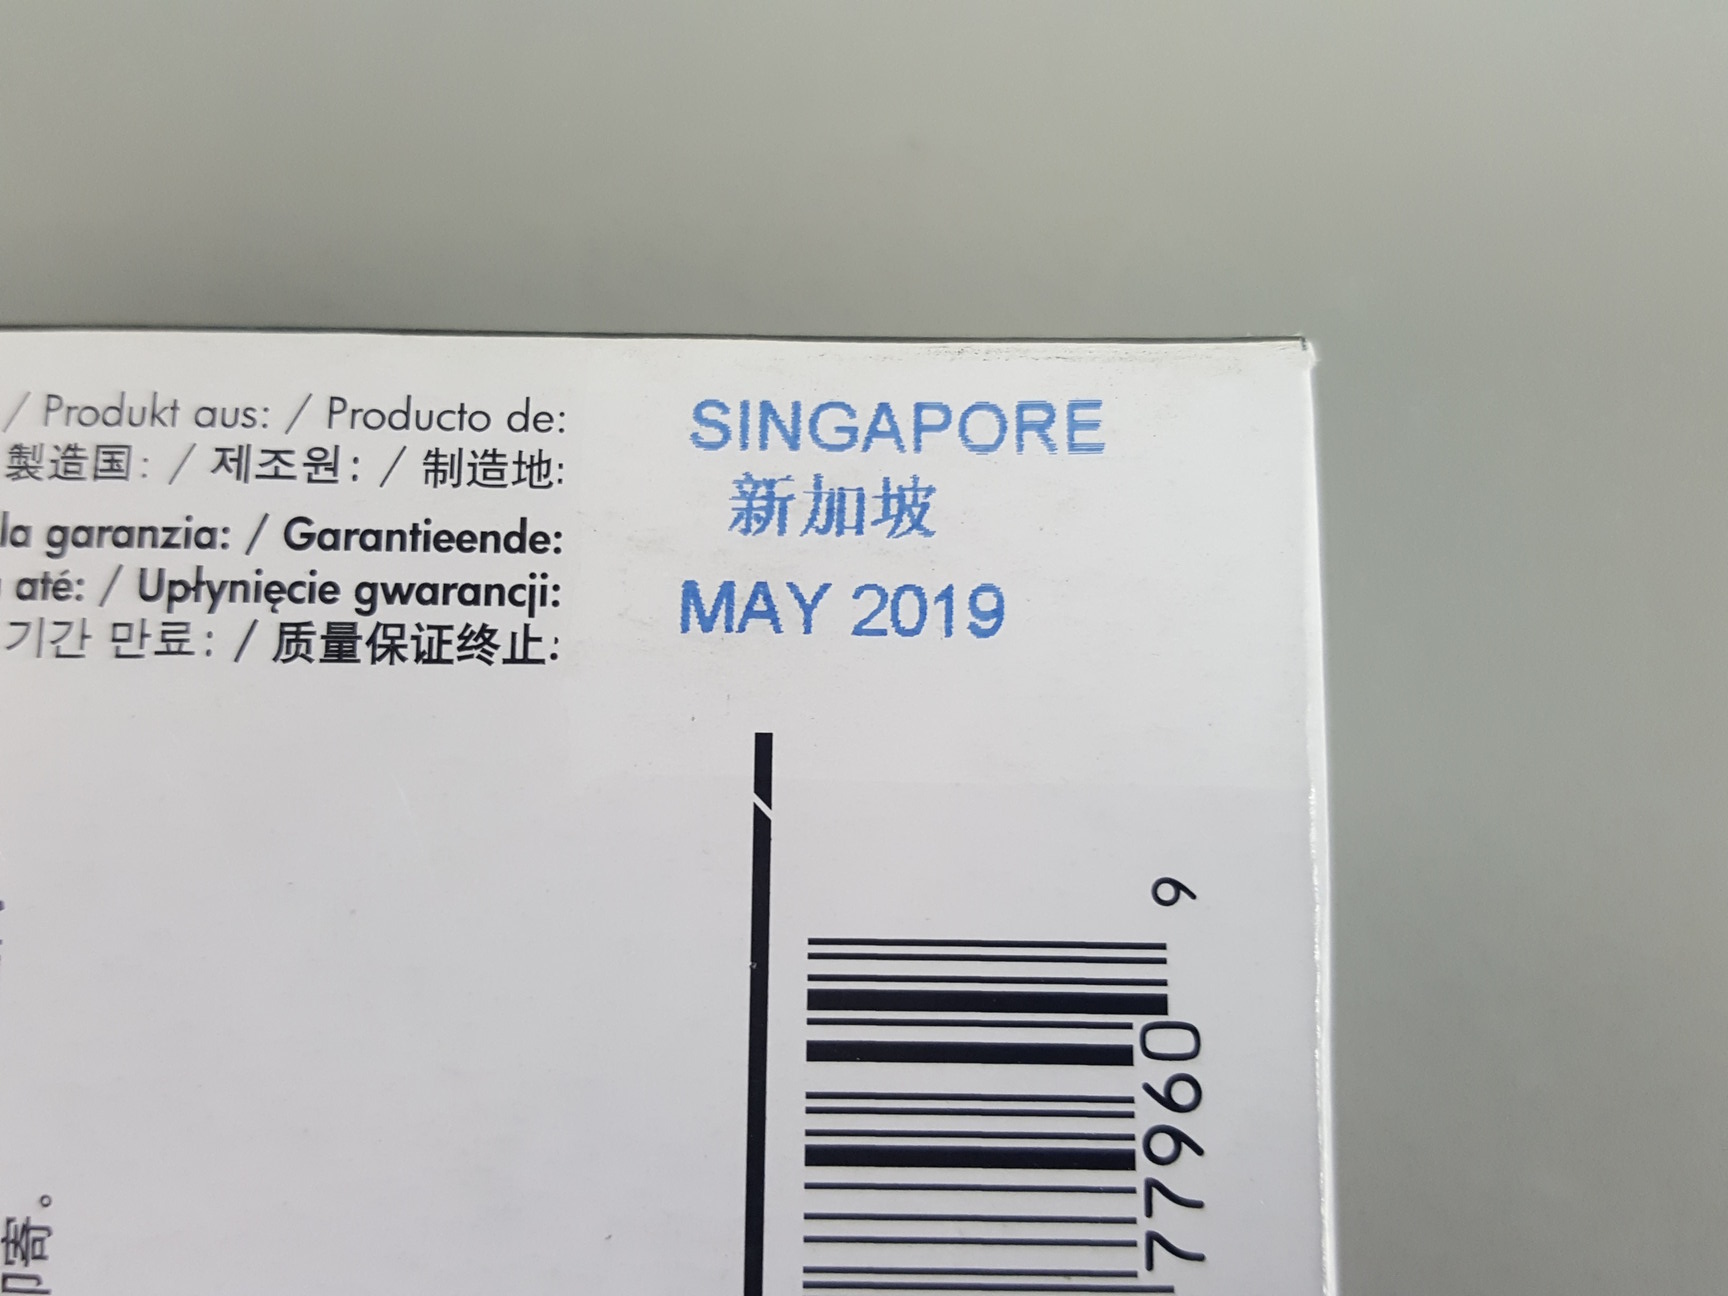 / Produkt aus: / Producto de:
製造国: / 제조원: / 制造地:
SINGAPORE
新加坡
la garanzia: / Garantieende:
até: / Upłynięcie gwarancji:
기간 만료: / 质量保证终止:
MAY 2019
77960 9